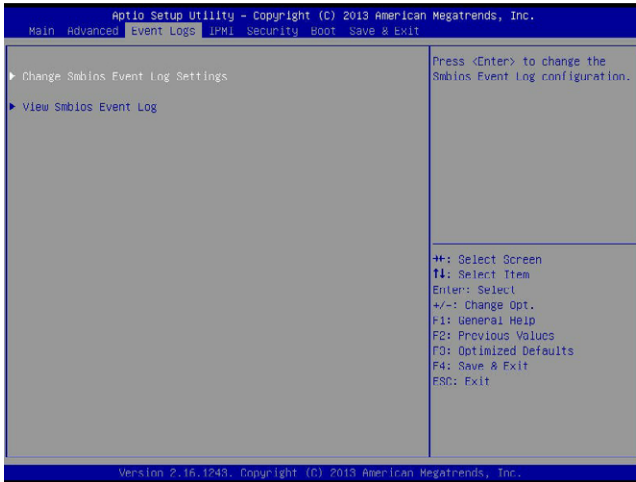 Aptio Setup Utility – Copyright (C) 2013 American Megatrends, Inc.
Main Advanced Event Logs IPMI Security Boot Save & Exit
▶ Change Smbios Event Log Settings
▶ View Smbios Event Log
Press <Enter> to change the
Smbios Event Log configuration.
→←: Select Screen
↑↓: Select Item
Enter: Select
+/-: Change Opt.
F1: General Help
F2: Previous Values
F3: Optimized Defaults
F4: Save & Exit
ESC: Exit
Version 2.16.1243. Copyright (C) 2013 American Megatrends, Inc.